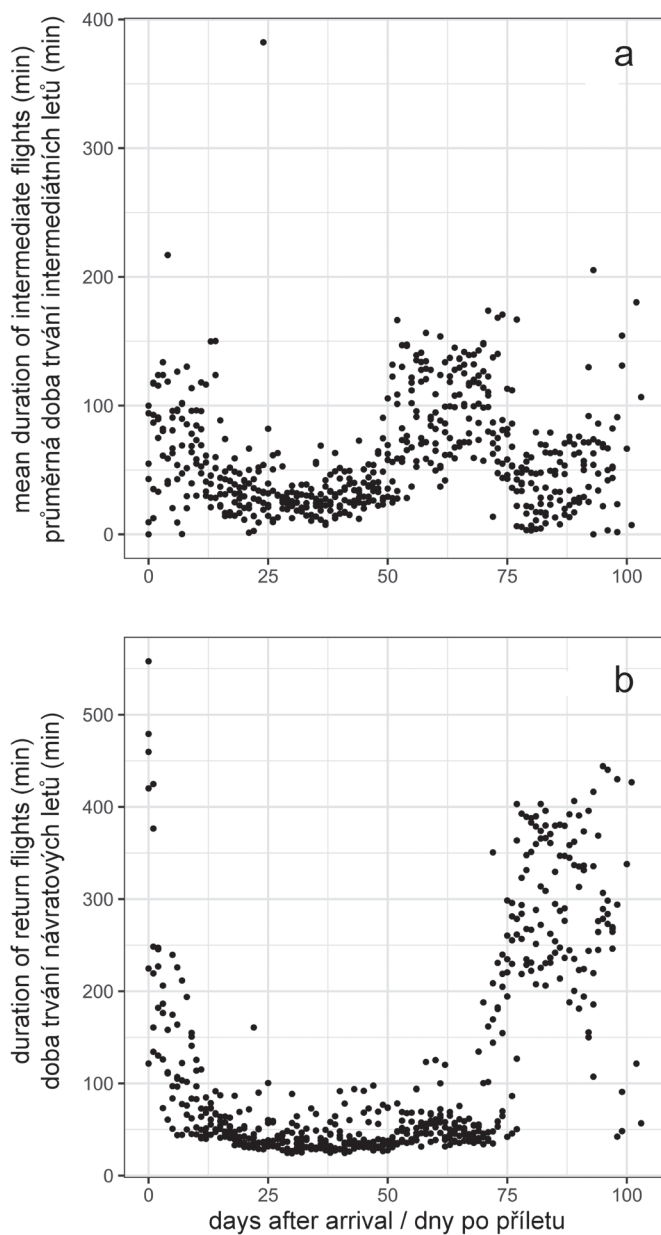 a
mean duration of intermediate flights (min)
průměrná doba trvání intermediátních letů (min)
400
300
200
100
0
0 25 50 75 100
b
duration of return flights (min)
doba trvání návratových letů (min)
500
400
300
200
100
0
0 25 50 75 100
days after arrival / dny po příletu